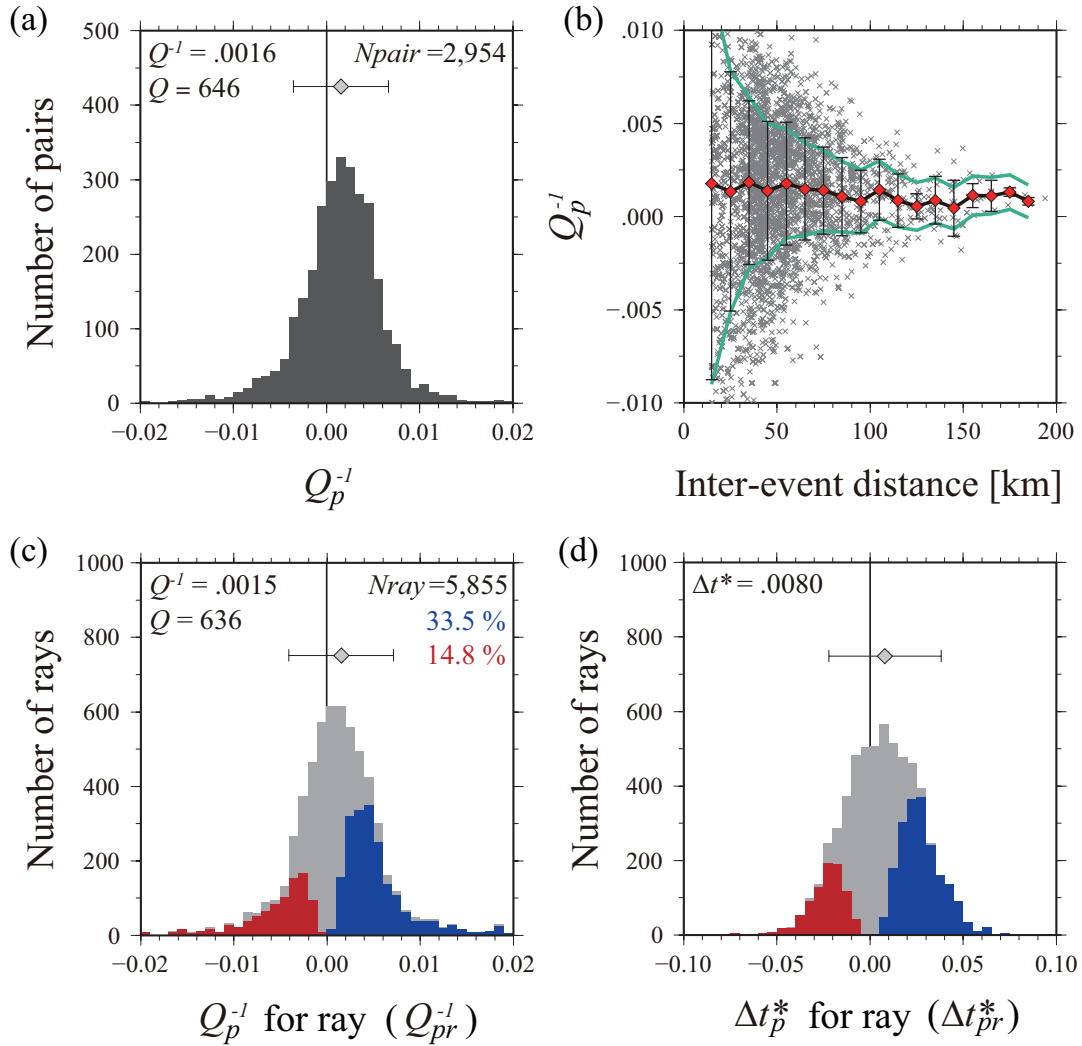 (a)
500
400
300
200
100
0
Number of pairs
Q⁻¹ = .0016
Npair =2,954
Q = 646
−0.02 −0.01 0.00 0.01 0.02
Qₚ⁻¹
(b)
.010
.005
.000
−.005
−.010
Qₚ⁻¹
0 50 100 150 200
Inter-event distance [km]
(c)
1000
800
600
400
200
0
Number of rays
Q⁻¹ = .0015
Nray=5,855
Q = 636
33.5 %
14.8 %
−0.02 −0.01 0.00 0.01 0.02
Qₚ⁻¹ for ray (Qₚᵣ⁻¹)
(d)
1000
800
600
400
200
0
Number of rays
Δt* = .0080
−0.10 −0.05 0.00 0.05 0.10
Δtₚ* for ray (Δtₚᵣ*)